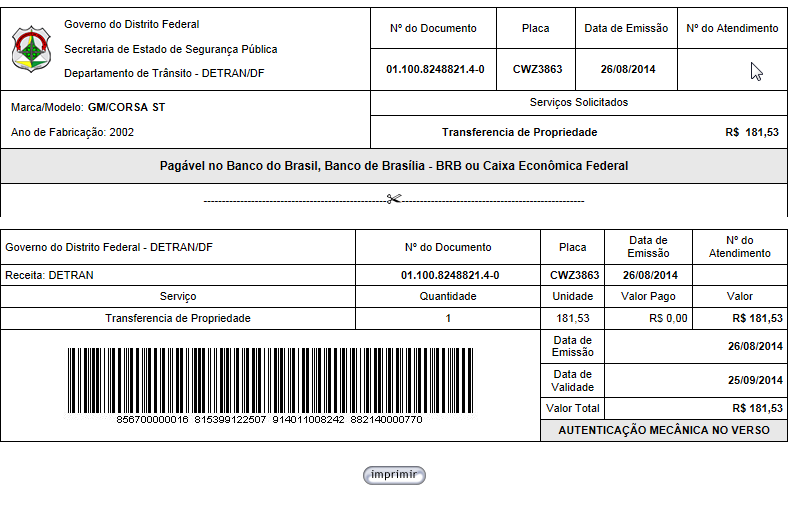 Governo do Distrito Federal
Secretaria de Estado de Segurança Pública
Departamento de Trânsito - DETRAN/DF
Nº do Documento
Placa
Data de Emissão
Nº do Atendimento
01.100.8248821.4-0
CWZ3863
26/08/2014
Marca/Modelo: GM/CORSA ST
Ano de Fabricação: 2002
Serviços Solicitados
Transferencia de Propriedade R$ 181,53
Pagável no Banco do Brasil, Banco de Brasília - BRB ou Caixa Econômica Federal
Governo do Distrito Federal - DETRAN/DF
Nº do Documento
Placa
Data de
Emissão
Nº do
Atendimento
Receita: DETRAN
01.100.8248821.4-0
CWZ3863
26/08/2014
Serviço
Quantidade
Unidade
Valor Pago
Valor
Transferencia de Propriedade
1
181,53
R$ 0,00
R$ 181,53
856700000016 815399122507 914011008242 882140000770
Data de
Emissão
26/08/2014
Data de
Validade
25/09/2014
Valor Total
R$ 181,53
AUTENTICAÇÃO MECÂNICA NO VERSO
imprimir